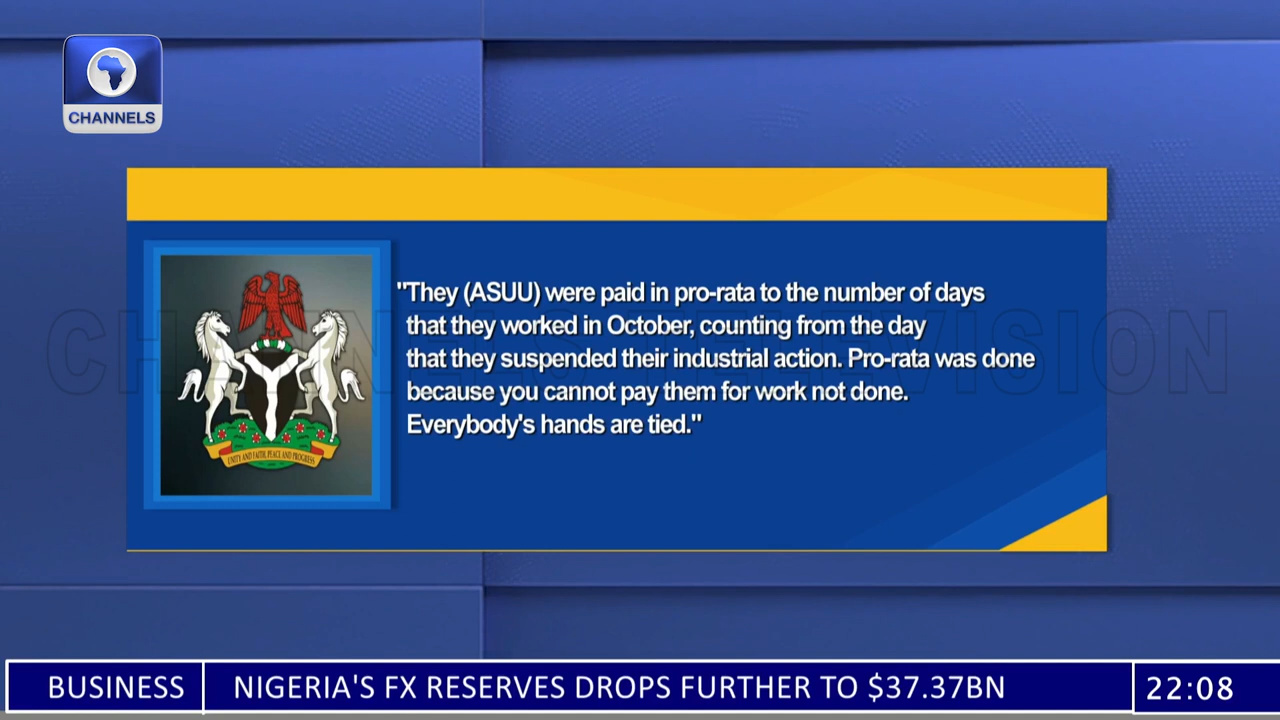 CHANNELS
"They (ASUU) were paid in pro-rata to the number of days
that they worked in October, counting from the day
that they suspended their industrial action. Pro-rata was done
because you cannot pay them for work not done.
Everybody's hands are tied."
UNITY AND FAITH, PEACE AND PROGRESS
CHANNELS TELEVISION
BUSINESS
NIGERIA'S FX RESERVES DROPS FURTHER TO $37.37BN
22:08